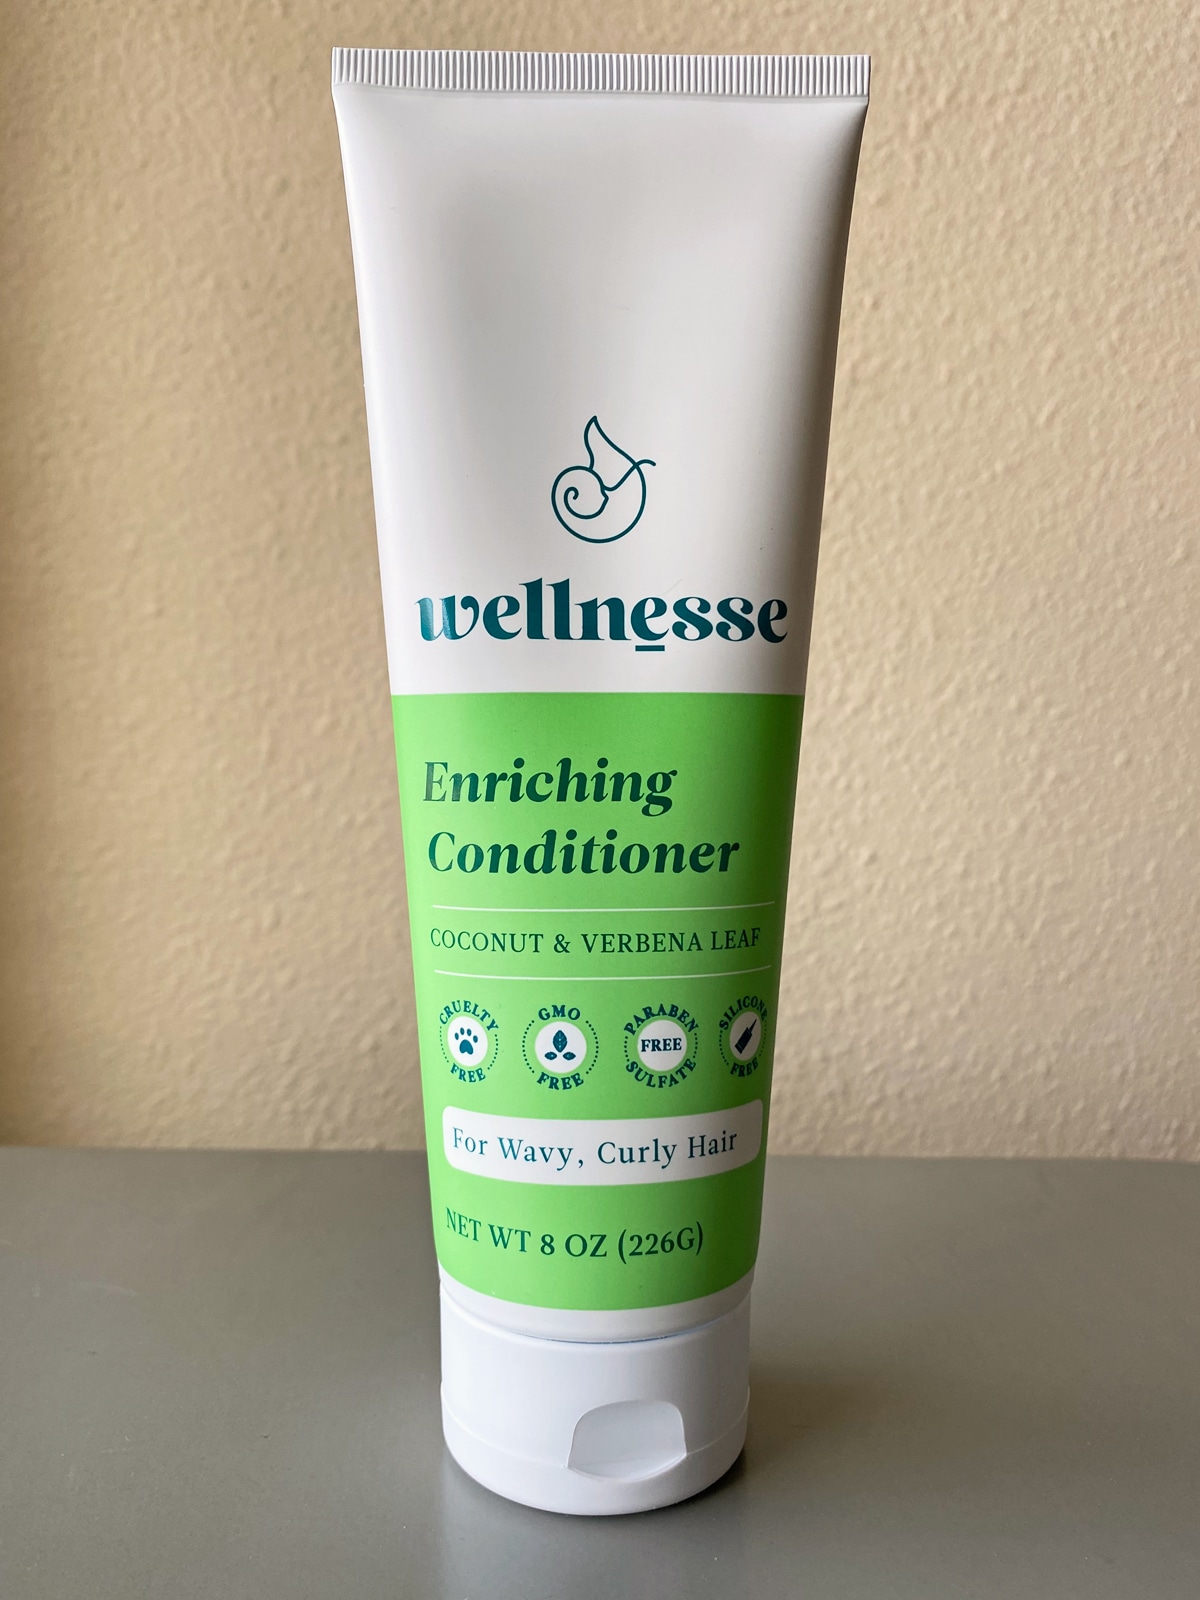 wellnesse
Enriching
Conditioner
COCONUT & VERBENA LEAF
CRUELTY FREE
GMO FREE
PARABEN FREE SULFATE
SILICONE FREE
For Wavy, Curly Hair
NET WT 8 OZ (226G)